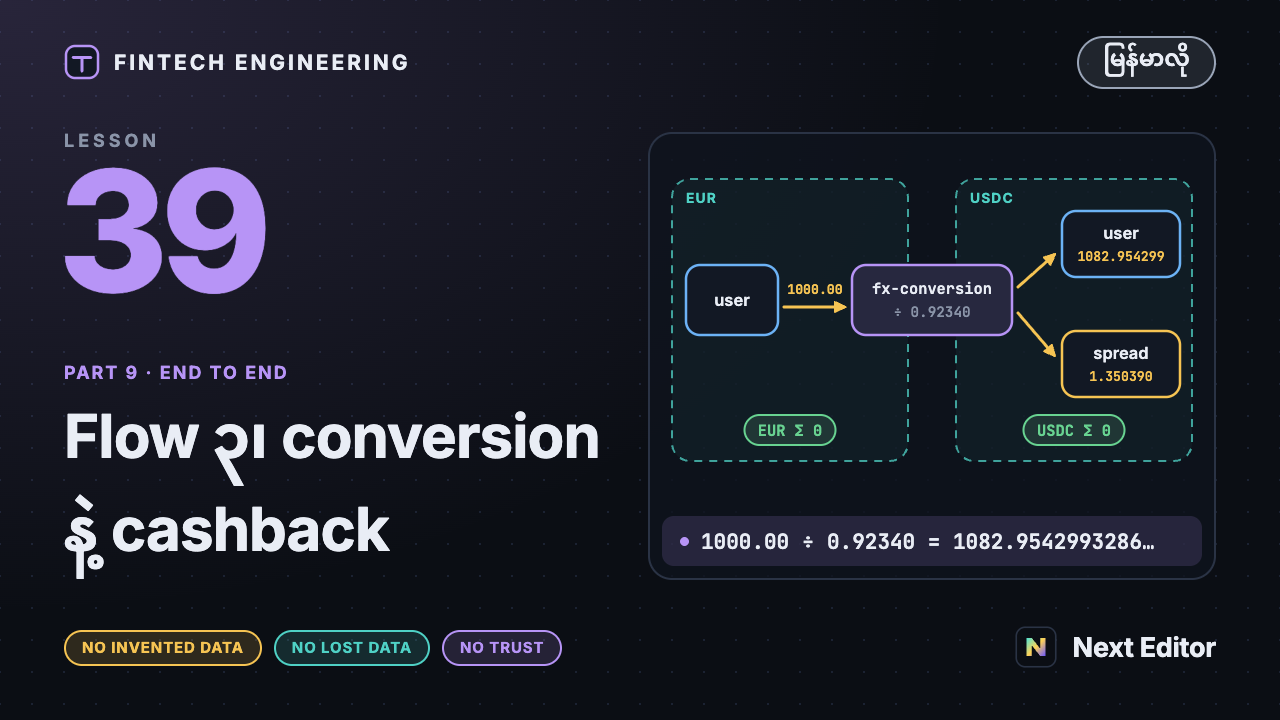 FINTECH ENGINEERING
မြန်မာလို
LESSON
39
PART 9 · END TO END
Flow ၃၊ conversion
နဲ့ cashback
NO INVENTED DATA
NO LOST DATA
NO TRUST
EUR
USDC
user
1000.00
fx-conversion
÷ 0.92340
user
1082.954299
spread
1.350390
EUR Σ 0
USDC Σ 0
1000.00 ÷ 0.92340 = 1082.9542993286…
N
Next Editor